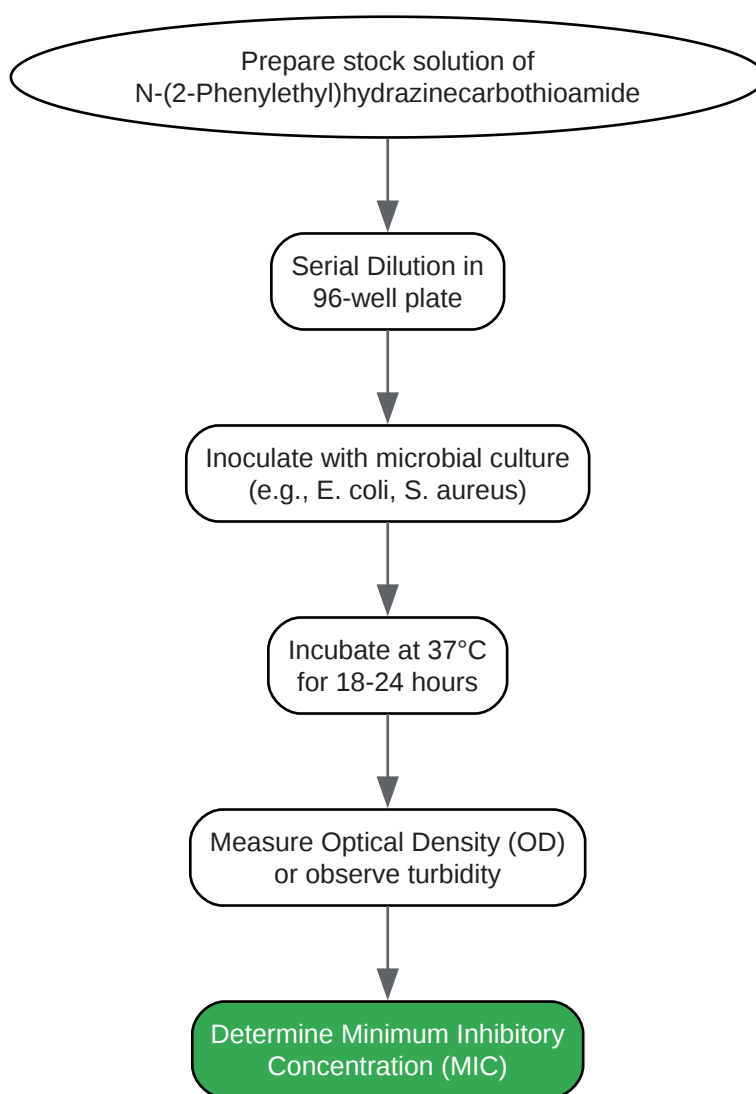 Prepare stock solution of
N-(2-Phenylethyl)hydrazinecarbothioamide
Serial Dilution in
96-well plate
Inoculate with microbial culture
(e.g., E. coli, S. aureus)
Incubate at 37°C
for 18-24 hours
Measure Optical Density (OD)
or observe turbidity
Determine Minimum Inhibitory
Concentration (MIC)